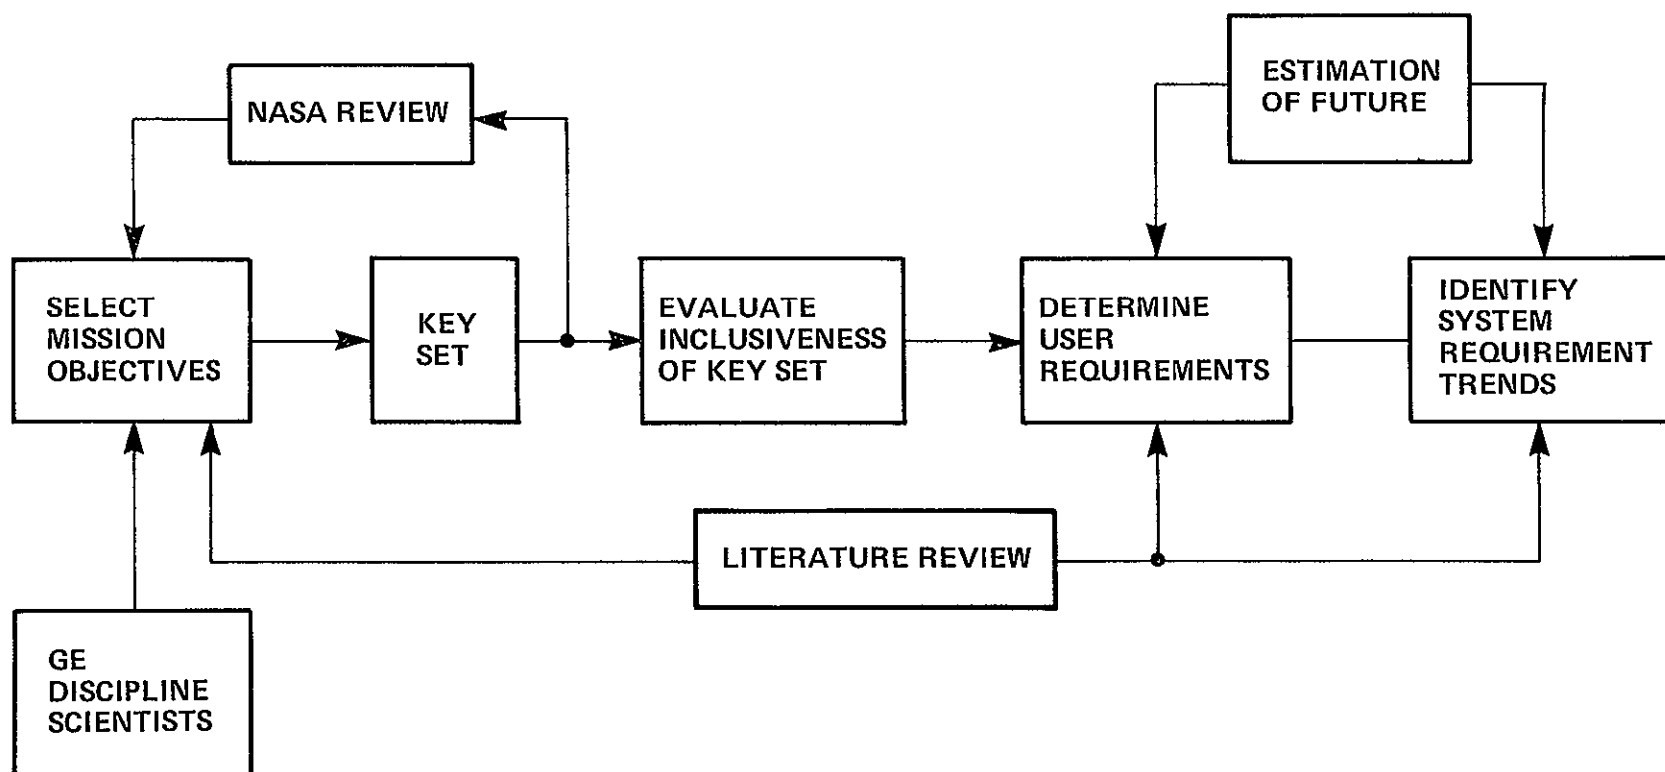 ESTIMATION
OF FUTURE
NASA REVIEW
SELECT
MISSION
OBJECTIVES
KEY
SET
EVALUATE
INCLUSIVENESS
OF KEY SET
DETERMINE
USER
REQUIREMENTS
IDENTIFY
SYSTEM
REQUIREMENT
TRENDS
LITERATURE REVIEW
GE
DISCIPLINE
SCIENTISTS